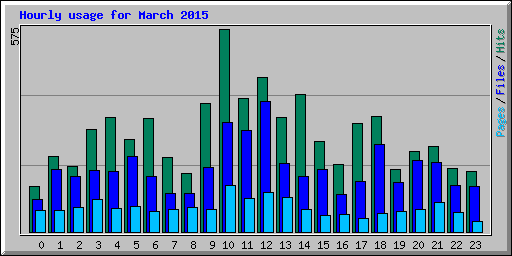 Hourly usage for March 2015
575
Pages / Files / Hits
0 1 2 3 4 5 6 7 8 9 10 11 12 13 14 15 16 17 18 19 20 21 22 23